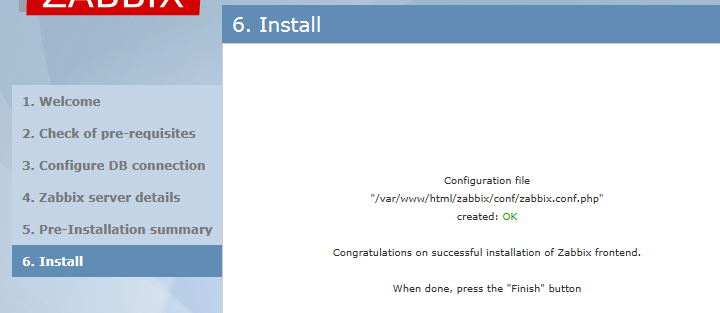 ZABBIX
6. Install
1. Welcome
2. Check of pre-requisites
3. Configure DB connection
4. Zabbix server details
5. Pre-Installation summary
6. Install
Configuration file
"/var/www/html/zabbix/conf/zabbix.conf.php"
created: OK
Congratulations on successful installation of Zabbix frontend.
When done, press the "Finish" button